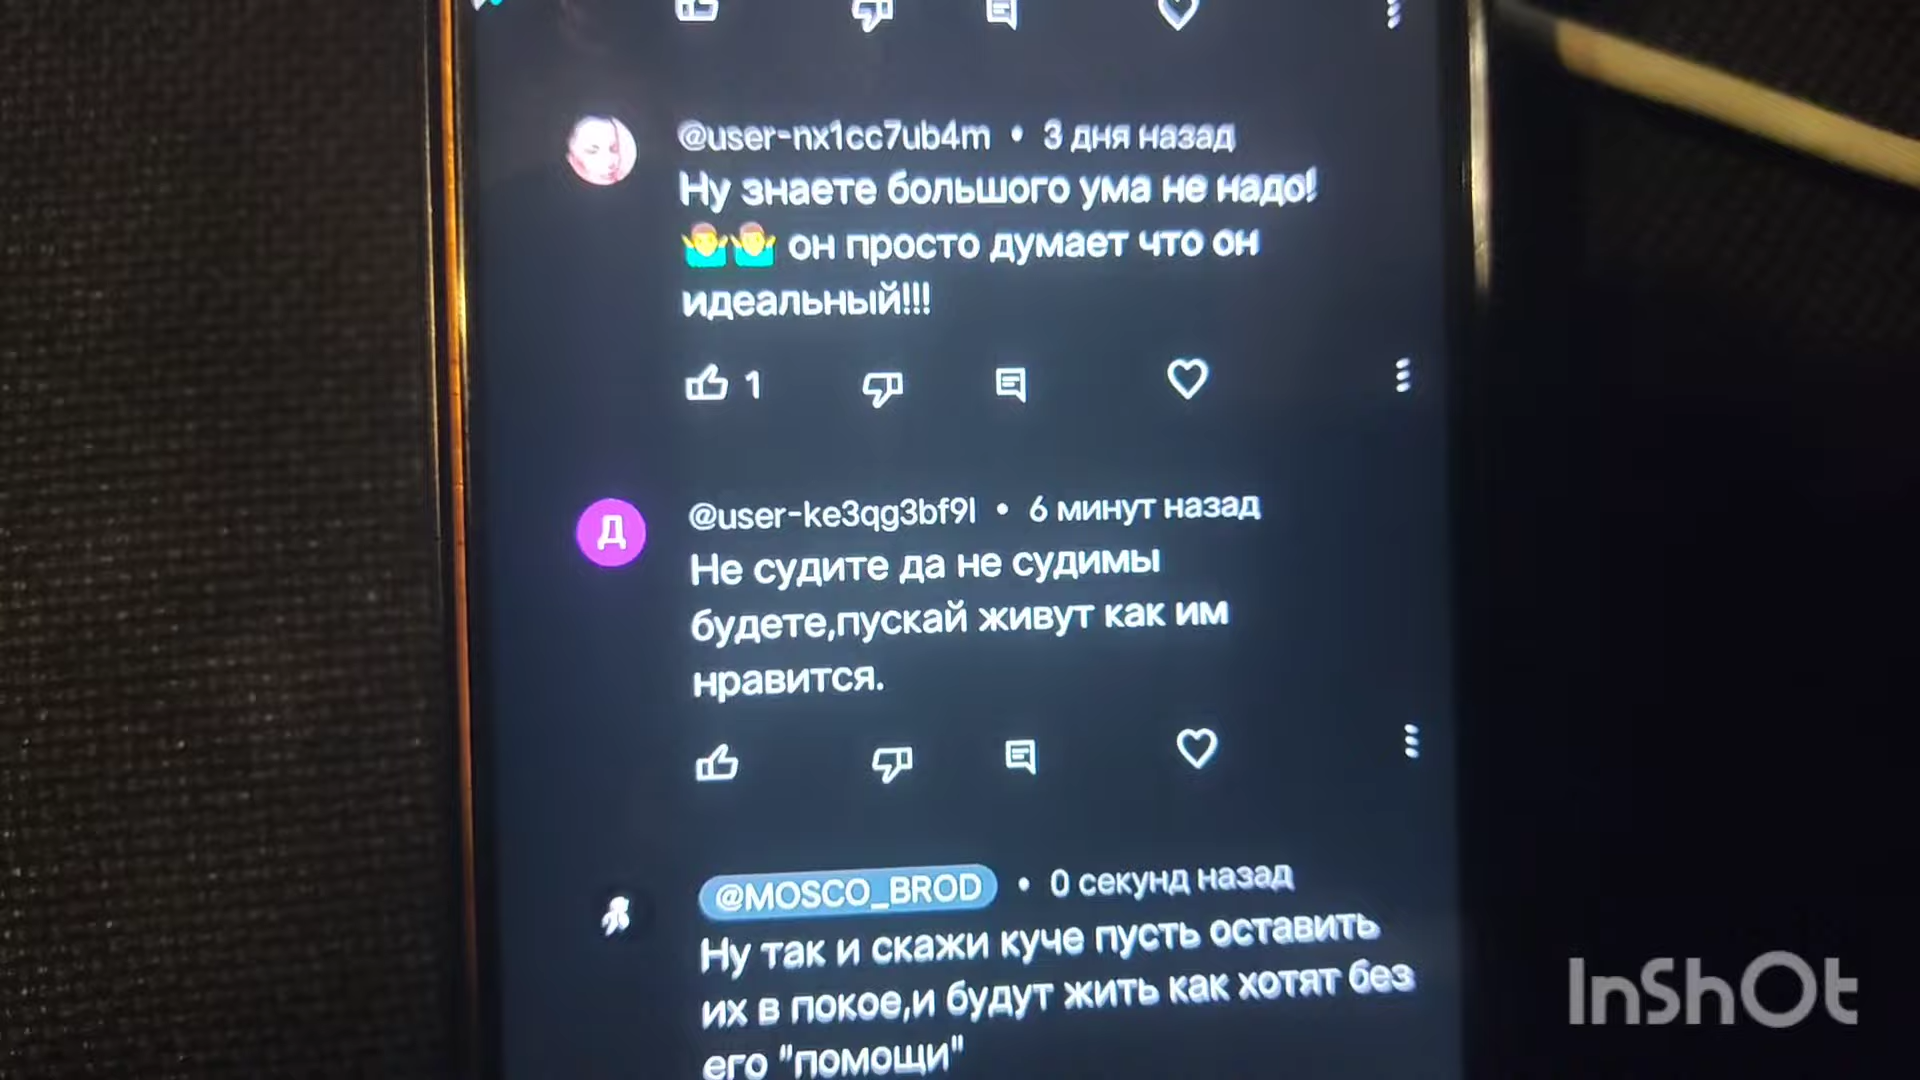 @user-nx1cc7ub4m • 3 дня назад
Ну знаете большого ума не надо!
🤷‍♂️🤷‍♂️ он просто думает что он
идеальный!!!
1
Д
@user-ke3qg3bf9l • 6 минут назад
Не судите да не судимы
будете,пускай живут как им
нравится.
@MOSCO_BROD • 0 секунд назад
Ну так и скажи куче пусть оставить
их в покое,и будут жить как хотят без
его "помощи"
InShOt